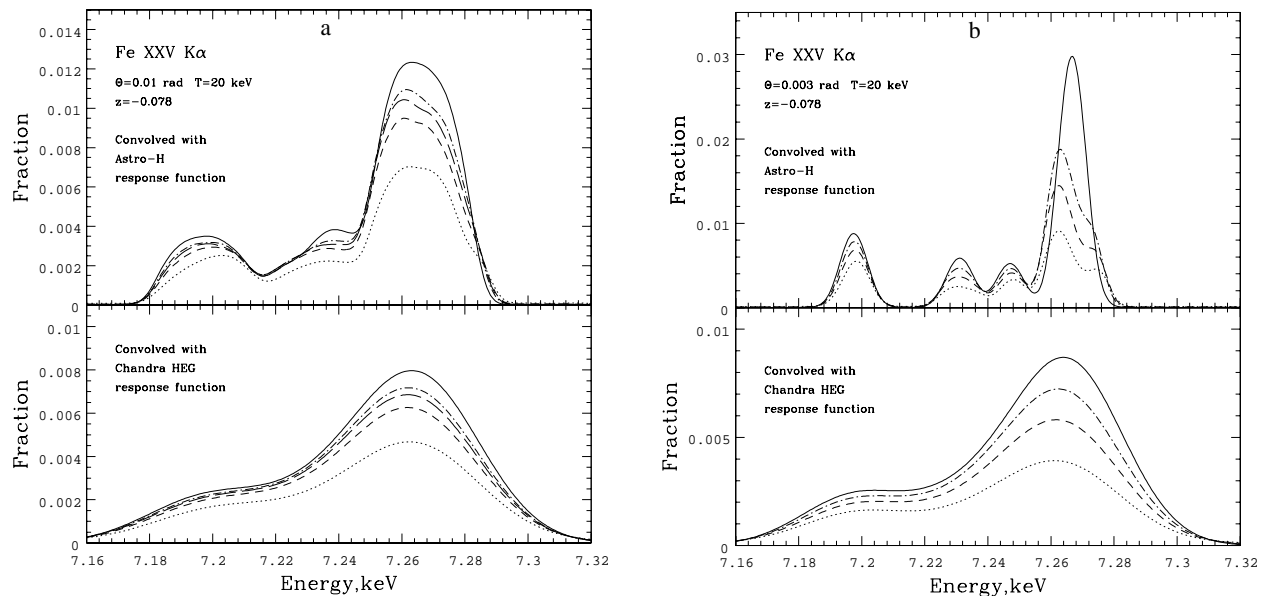 a
Fe XXV Kα
Θ=0.01 rad T=20 keV
z=−0.078
Convolved with
Astro-H
response function
Fraction
0.014
0.012
0.01
0.008
0.006
0.004
0.002
0
Convolved with
Chandra HEG
response function
Fraction
0.01
0.008
0.006
0.004
0.002
0
7.16 7.18 7.2 7.22 7.24 7.26 7.28 7.3 7.32
Energy,keV
b
Fe XXV Kα
Θ=0.003 rad T=20 keV
z=−0.078
Convolved with
Astro-H
response function
Fraction
0.03
0.02
0.01
0
Convolved with
Chandra HEG
response function
Fraction
0.01
0.005
0
7.16 7.18 7.2 7.22 7.24 7.26 7.28 7.3 7.32
Energy,keV